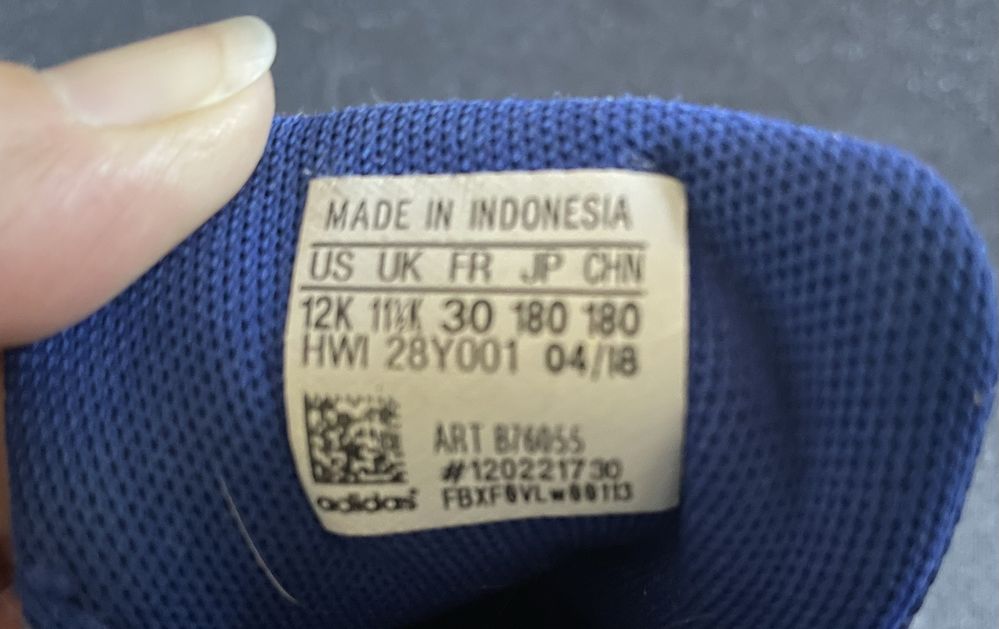 MADE IN INDONESIA
US UK FR JP CHN
12K 11½K 30 180 180
HWI 28Y001 04/18
ART B76055
#120221730
adidas FBXF0VLw00113